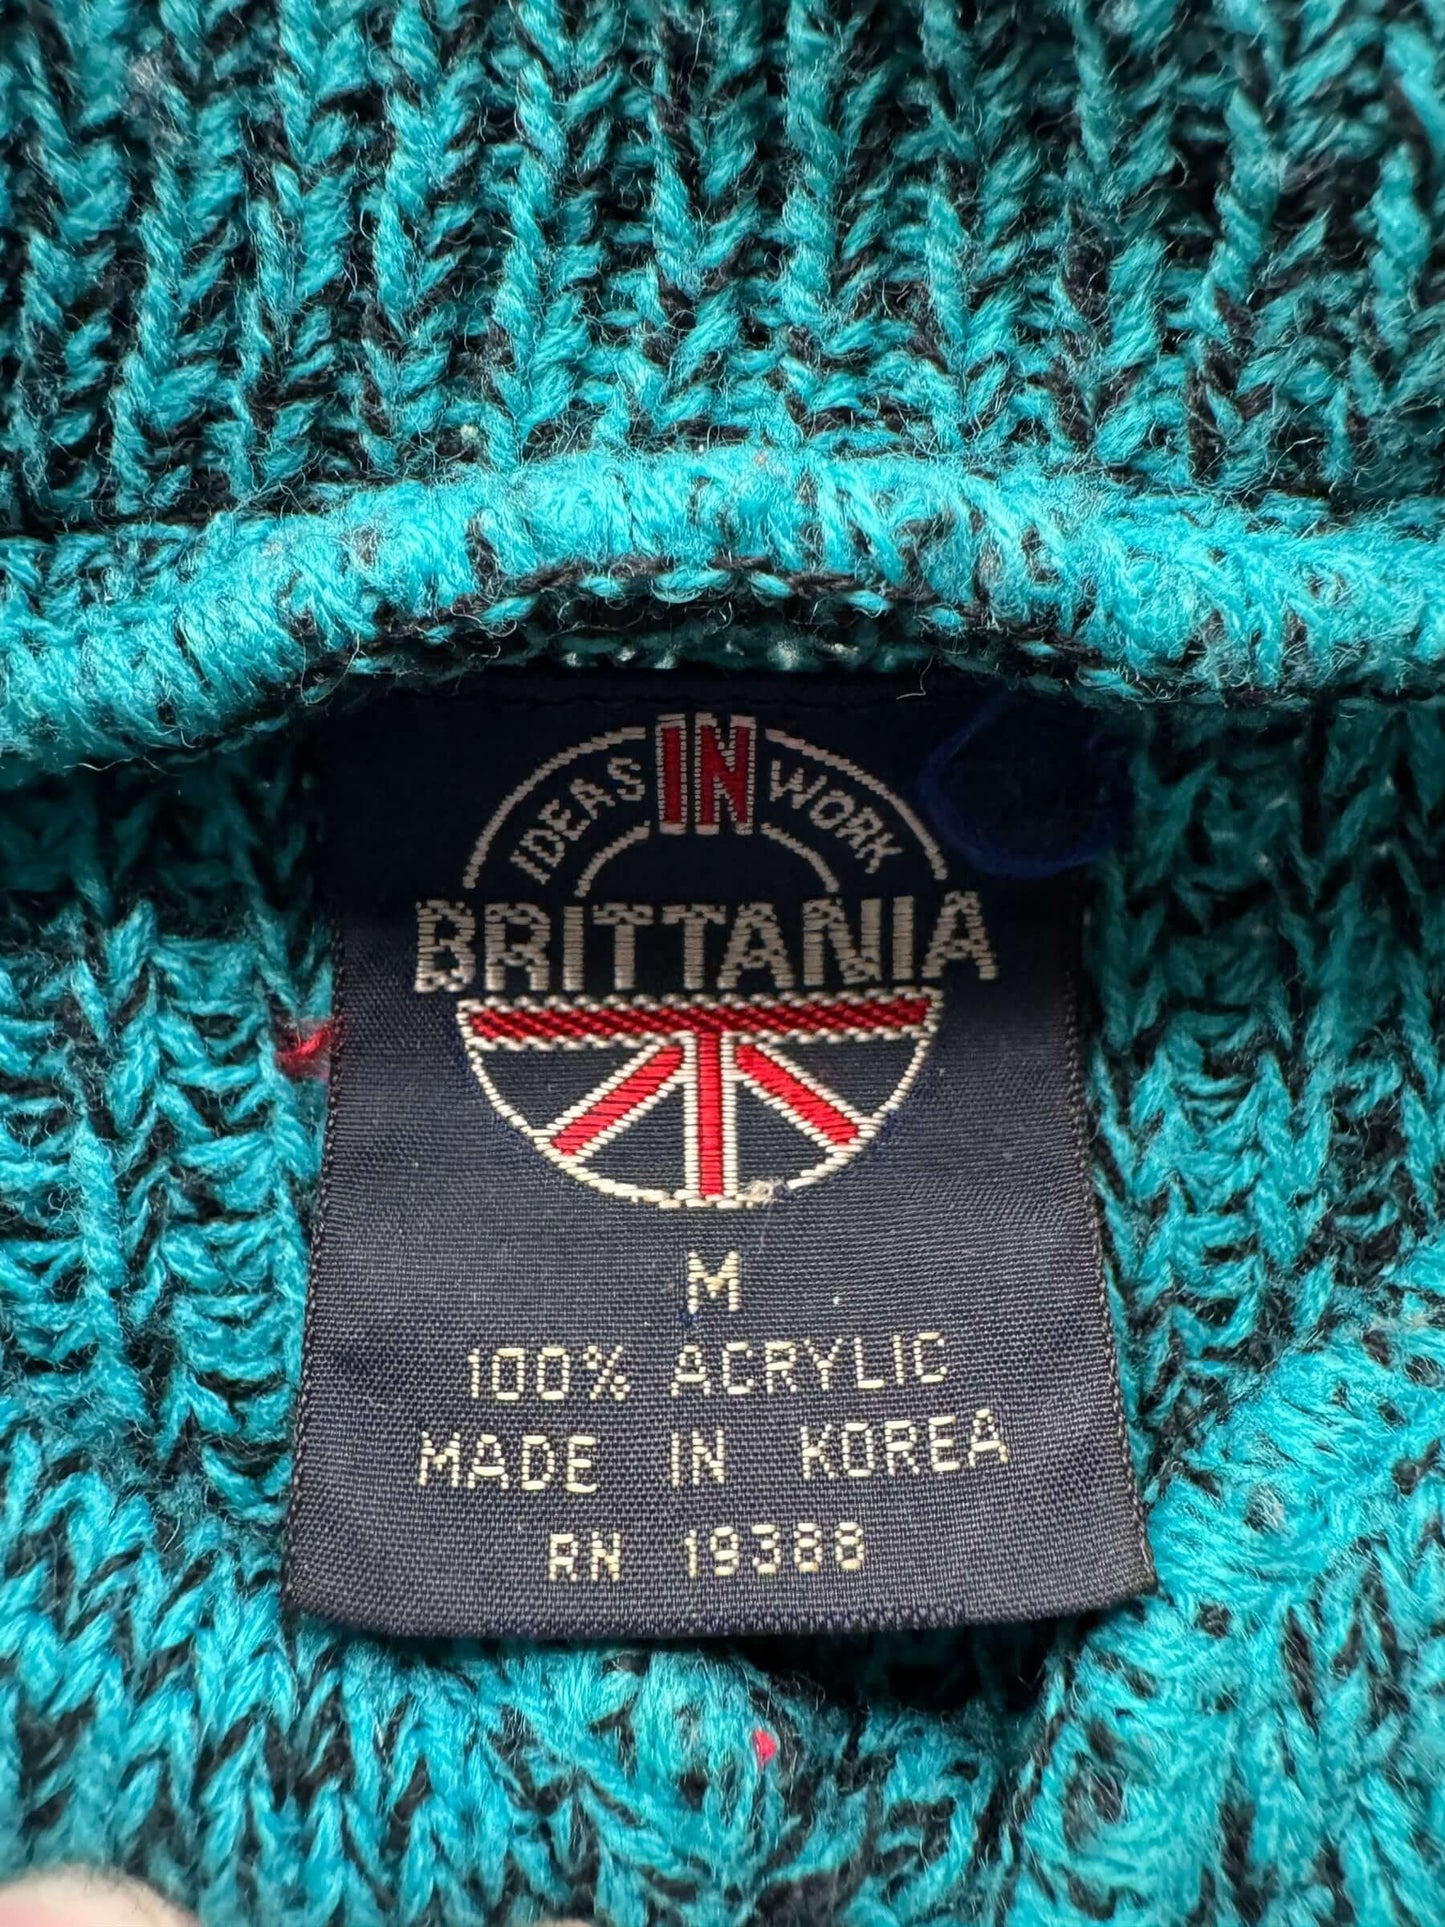 IDEAS IN WORK
BRITTANIA
M
100% ACRYLIC
MADE IN KOREA
RN 19388